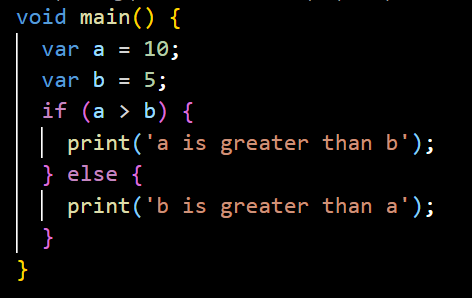 void main() {
  var a = 10;
  var b = 5;
  if (a > b) {
    print('a is greater than b');
  } else {
    print('b is greater than a');
  }
}